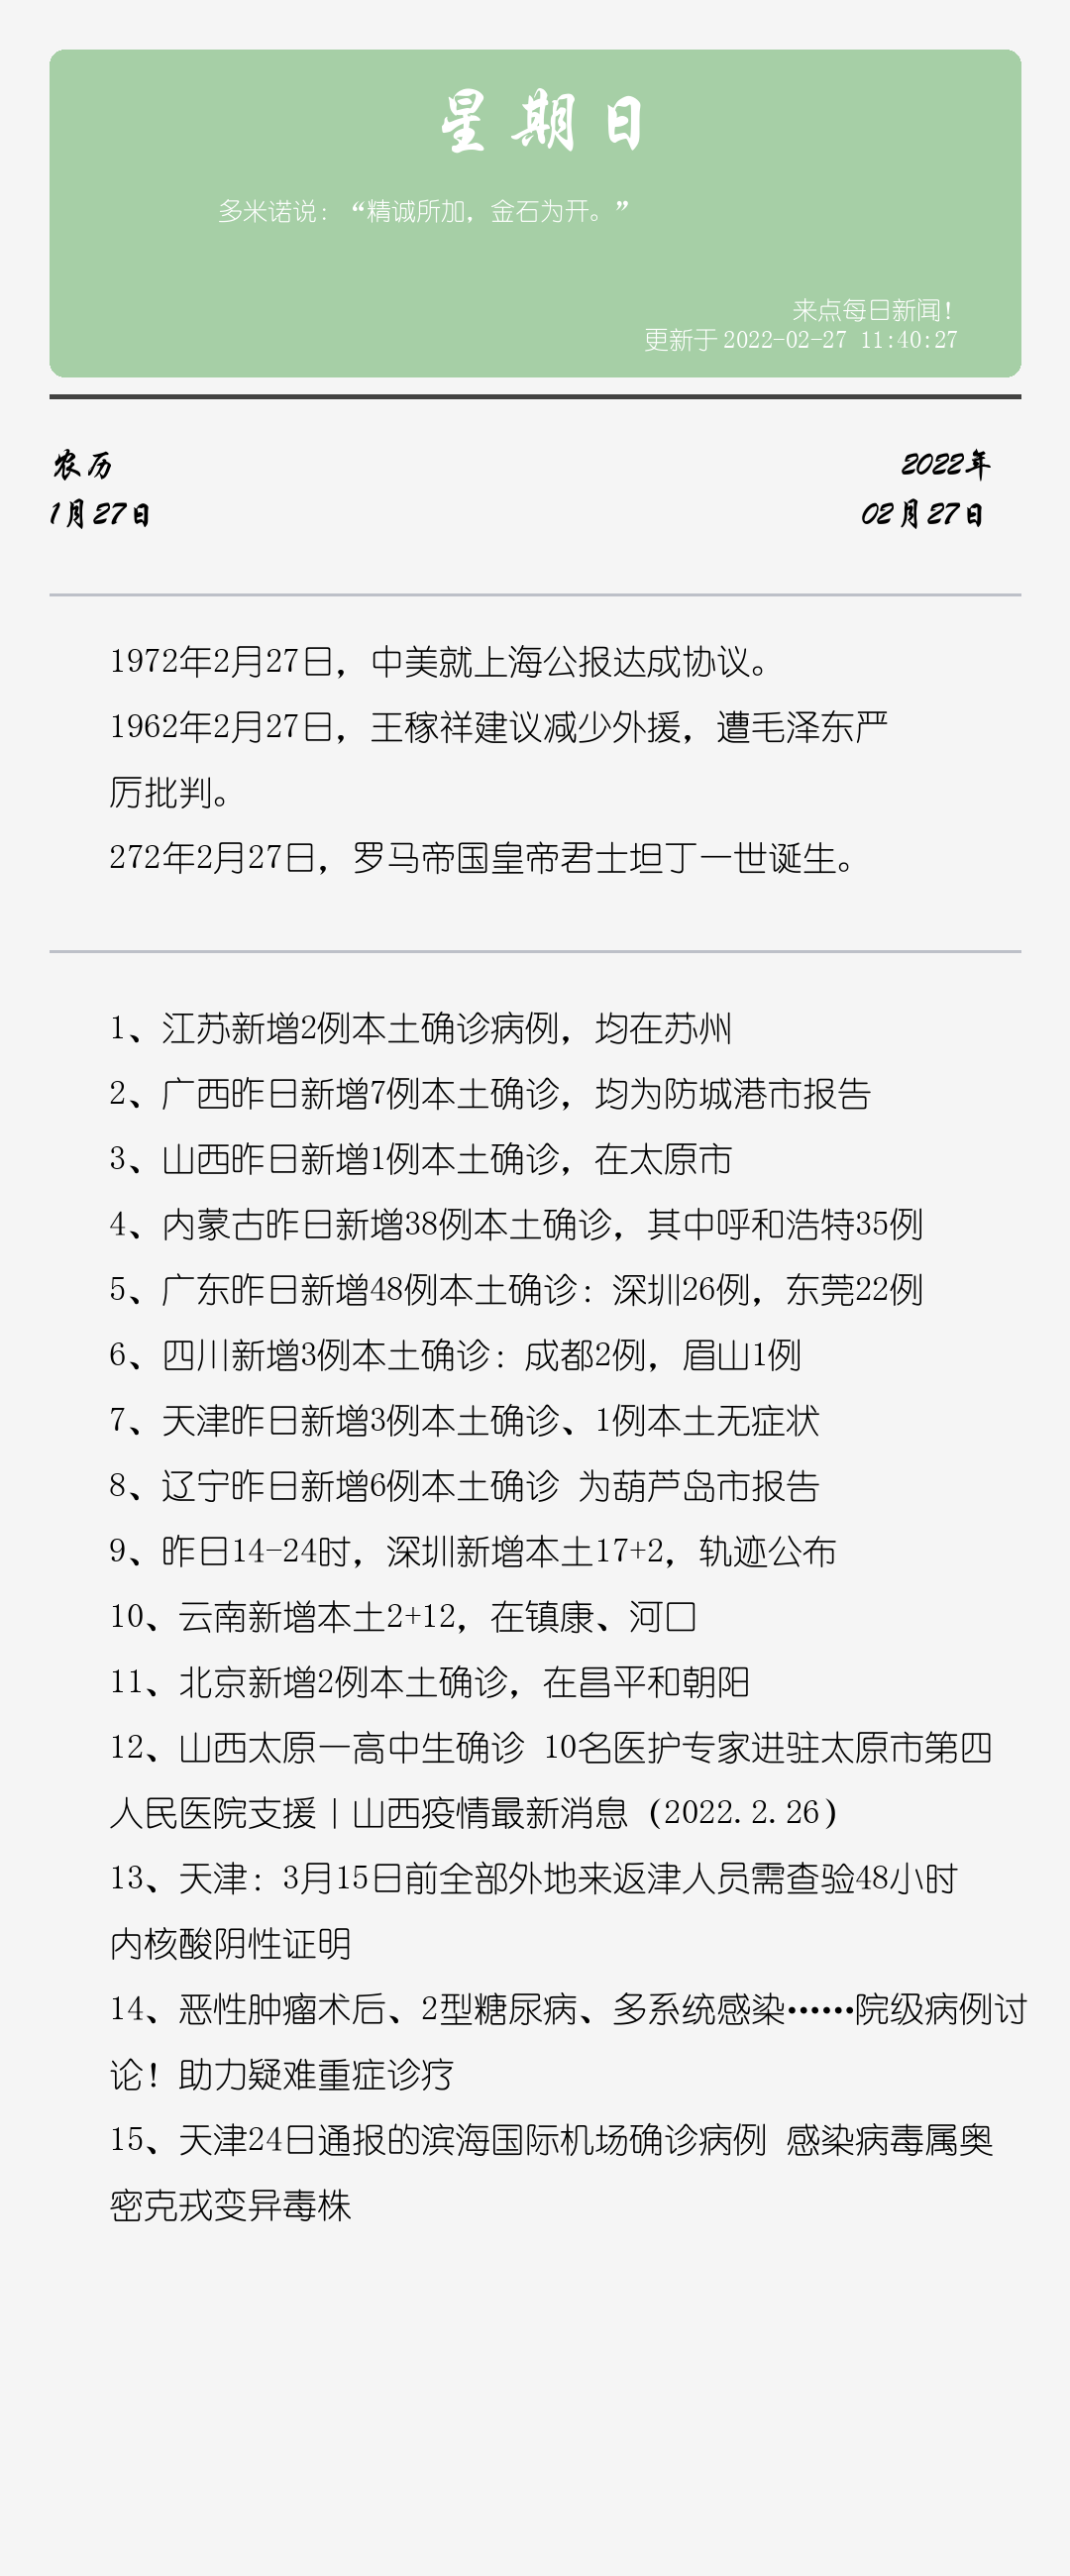 星期日
多米诺说：“精诚所加，金石为开。”
来点每日新闻！
更新于 2022-02-27 11:40:27
农历
2022年
1月27日
02月27日
1972年2月27日，中美就上海公报达成协议。
1962年2月27日，王稼祥建议减少外援，遭毛泽东严
厉批判。
272年2月27日，罗马帝国皇帝君士坦丁一世诞生。
1、江苏新增2例本土确诊病例，均在苏州
2、广西昨日新增7例本土确诊，均为防城港市报告
3、山西昨日新增1例本土确诊，在太原市
4、内蒙古昨日新增38例本土确诊，其中呼和浩特35例
5、广东昨日新增48例本土确诊：深圳26例，东莞22例
6、四川新增3例本土确诊：成都2例，眉山1例
7、天津昨日新增3例本土确诊、1例本土无症状
8、辽宁昨日新增6例本土确诊 为葫芦岛市报告
9、昨日14-24时，深圳新增本土17+2，轨迹公布
10、云南新增本土2+12，在镇康、河口
11、北京新增2例本土确诊，在昌平和朝阳
12、山西太原一高中生确诊 10名医护专家进驻太原市第四
人民医院支援｜山西疫情最新消息（2022.2.26）
13、天津：3月15日前全部外地来返津人员需查验48小时
内核酸阴性证明
14、恶性肿瘤术后、2型糖尿病、多系统感染……院级病例讨
论！助力疑难重症诊疗
15、天津24日通报的滨海国际机场确诊病例 感染病毒属奥
密克戎变异毒株